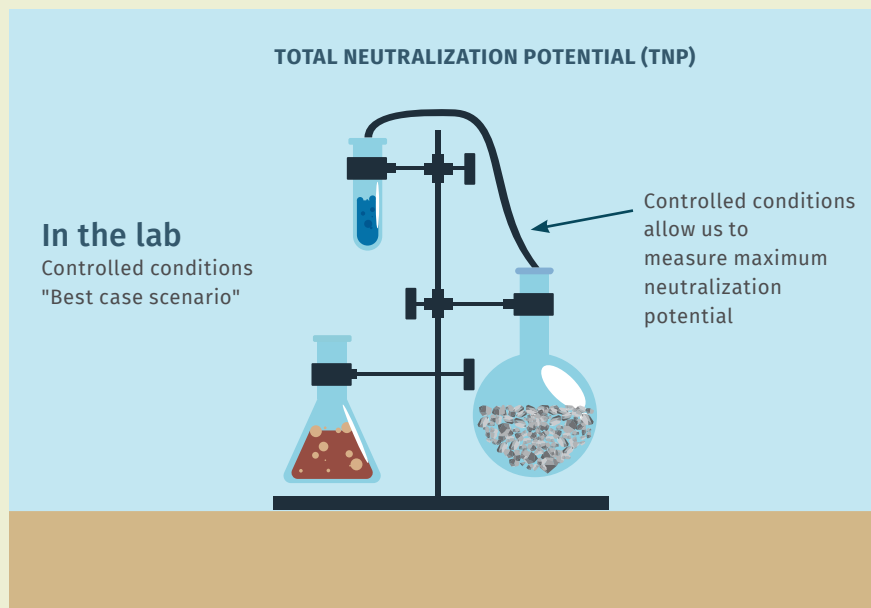 TOTAL NEUTRALIZATION POTENTIAL (TNP)
In the lab
Controlled conditions
"Best case scenario"
Controlled conditions
allow us to
measure maximum
neutralization
potential